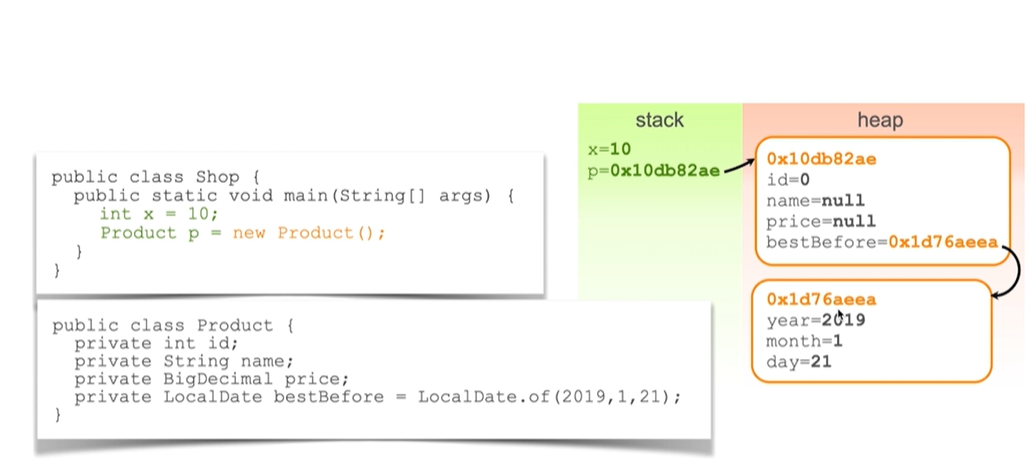 public class Shop {
public static void main(String[] args) {
int x = 10;
Product p = new Product();
}
}
public class Product {
private int id;
private String name;
private BigDecimal price;
private LocalDate bestBefore = LocalDate.of(2019,1,21);
}
stack
x=10
p=0x10db82ae
heap
0x10db82ae
id=0
name=null
price=null
bestBefore=0x1d76aeea
0x1d76aeea
year=2019
month=1
day=21